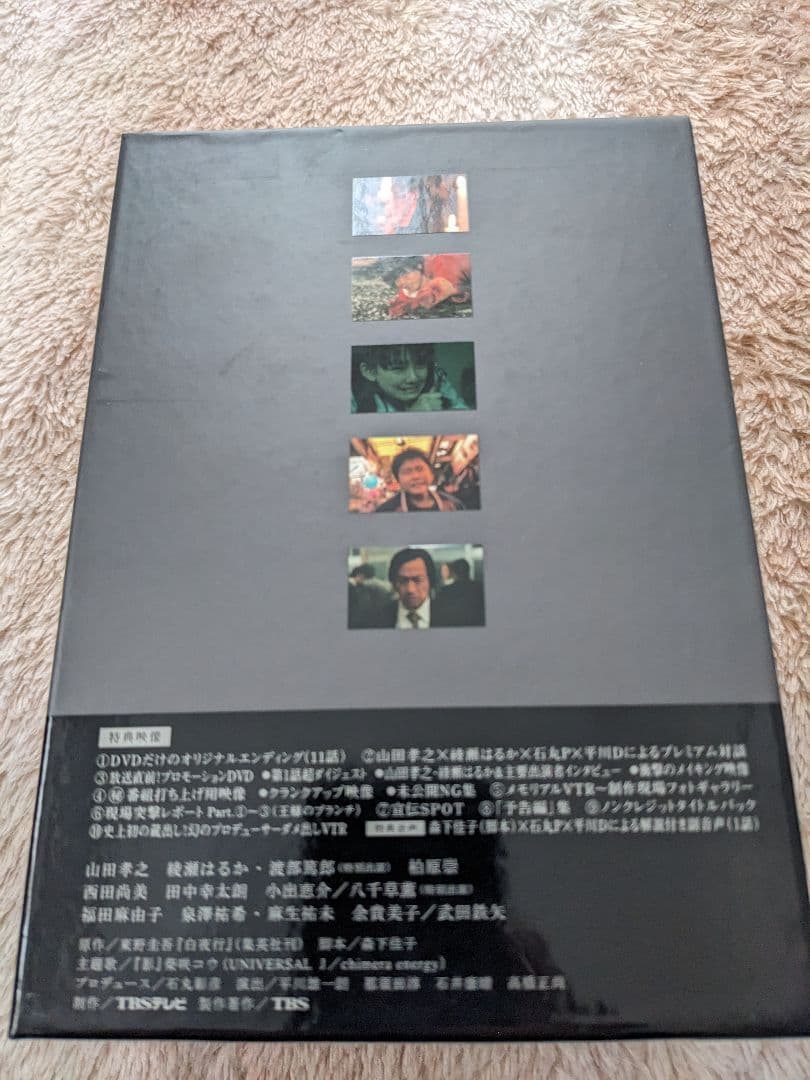 特典映像
①DVDだけのオリジナルエンディング(11話) ②山田孝之×綾瀬はるか×石丸P×平川Dによるプレミアム対談
③放送直前!プロモーションDVD ●第1話超ダイジェスト ●山田孝之・綾瀬はるか&主要出演者インタビュー ●衝撃のメイキング映像
④㊙番組打ち上げ用映像 ●クランクアップ映像 ●未公開NG集 ⑤メモリアルVTR〜制作現場フォトギャラリー
⑥現場突撃レポートPart.①〜③(王様のブランチ) ⑦宣伝SPOT ⑧「予告編」集 ⑨ノンクレジットタイトルバック
⑩史上初の蔵出し!幻のプロデューサーダメ出しVTR 特典音声 森下佳子(脚本)×石丸P×平川Dによる解説付き副音声(1話)
山田孝之 綾瀬はるか・渡部篤郎(特別出演) 柏原崇
西田尚美 田中幸太朗 小出恵介/八千草薫(特別出演)
福田麻由子 泉澤祐希・麻生祐未 余貴美子/武田鉄矢
原作/東野圭吾『白夜行』(集英社刊) 脚本/森下佳子
主題歌/『影』柴咲コウ(UNIVERSAL J/chimera energy)
プロデュース/石丸彰彦 演出/平川雄一朗 那須田淳 石井康晴 高橋正尚
制作/TBSテレビ 製作著作/TBS